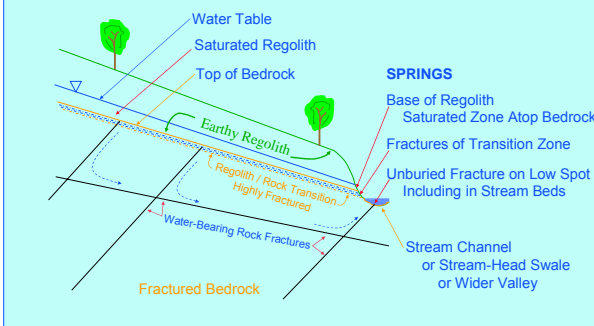 Water Table
Saturated Regolith
Top of Bedrock
SPRINGS
Base of Regolith
Saturated Zone Atop Bedrock
Earthy Regolith
Fractures of Transition Zone
Unburied Fracture on Low Spot
Including in Stream Beds
Regolith / Rock Transition
Highly Fractured
Water-Bearing Rock Fractures
Stream Channel
or Stream-Head Swale
or Wider Valley
Fractured Bedrock